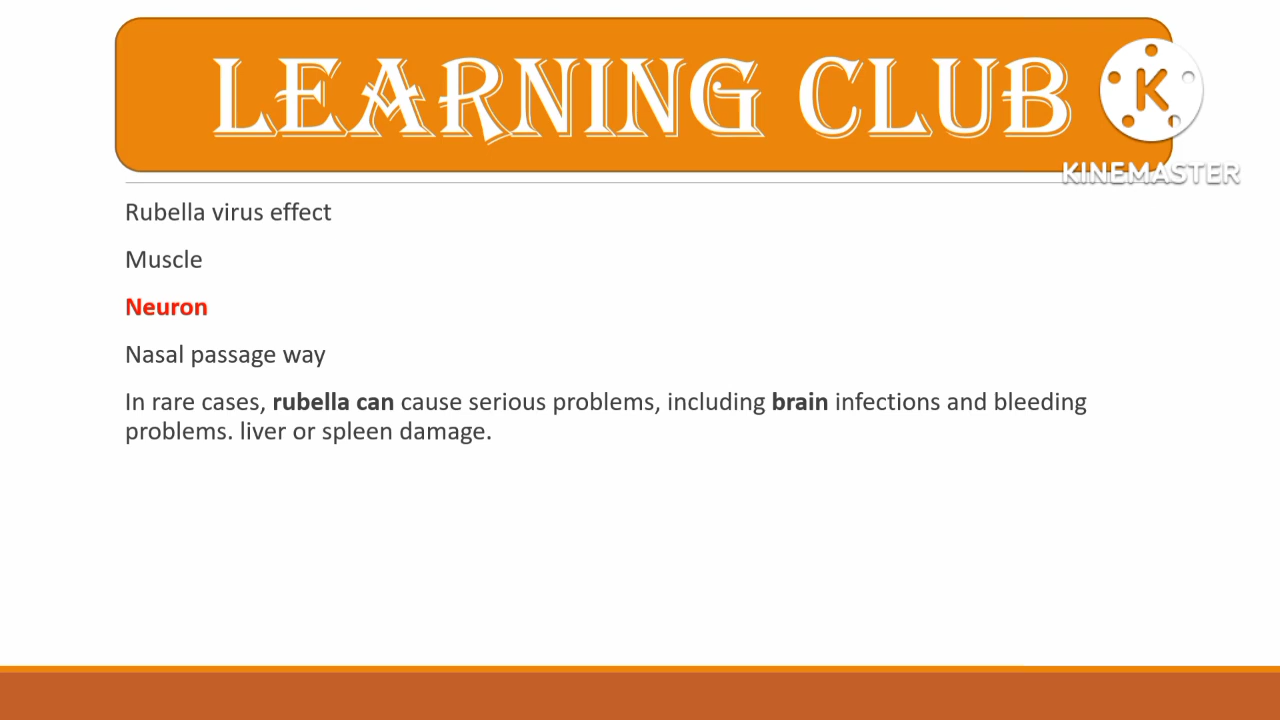 LEARNING CLUB
K
KINEMASTER
Rubella virus effect
Muscle
Neuron
Nasal passage way
In rare cases, rubella can cause serious problems, including brain infections and bleeding
problems. liver or spleen damage.